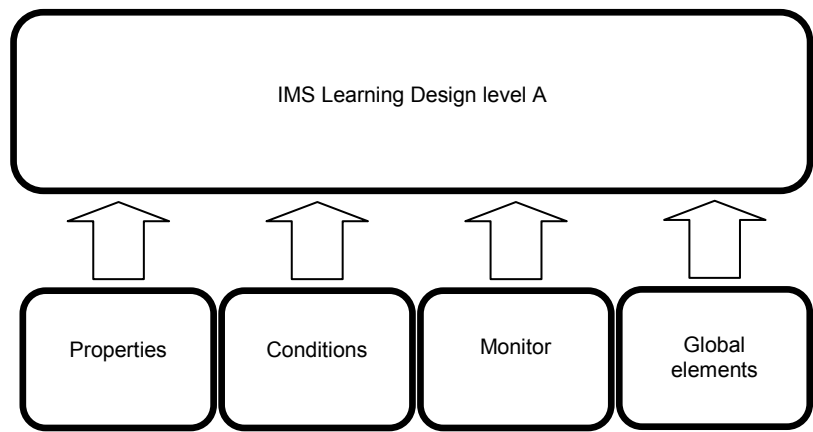 IMS Learning Design level A
Properties
Conditions
Monitor
Global
elements